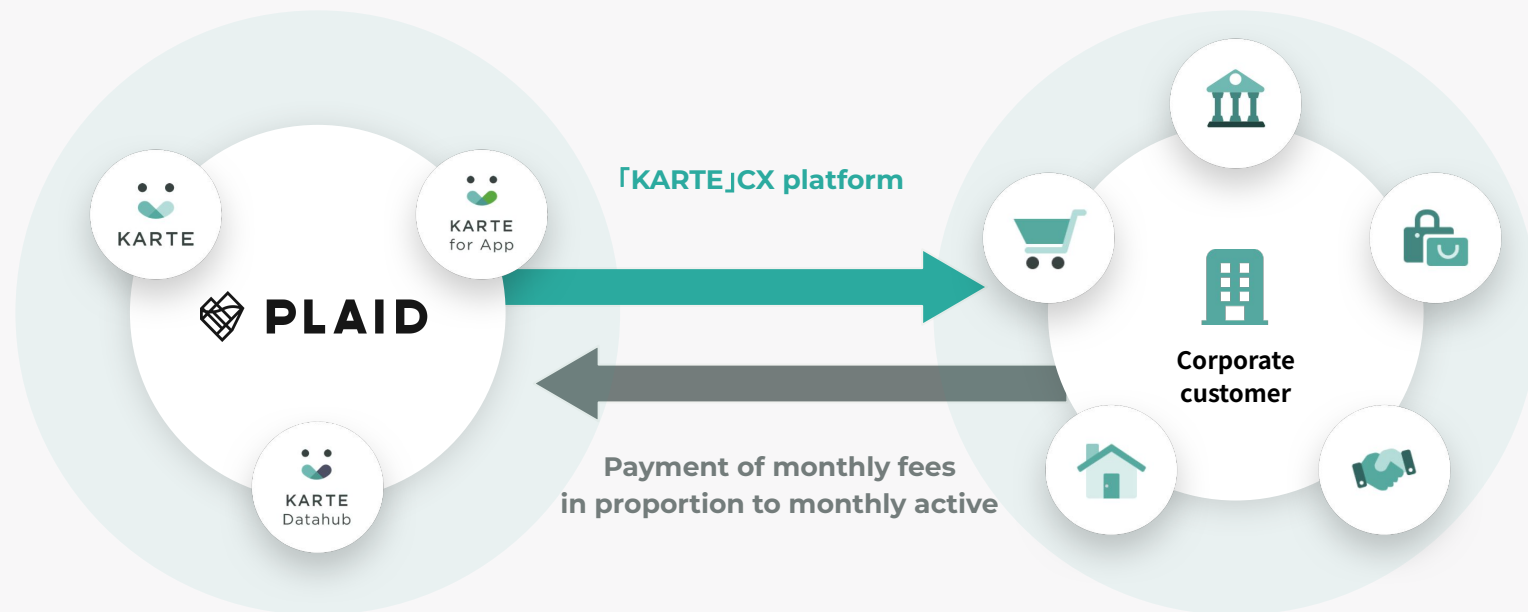 KARTE
KARTE
for App
PLAID
KARTE
Datahub
｢KARTE｣CX platform
Payment of monthly fees
in proportion to monthly active
Corporate
customer